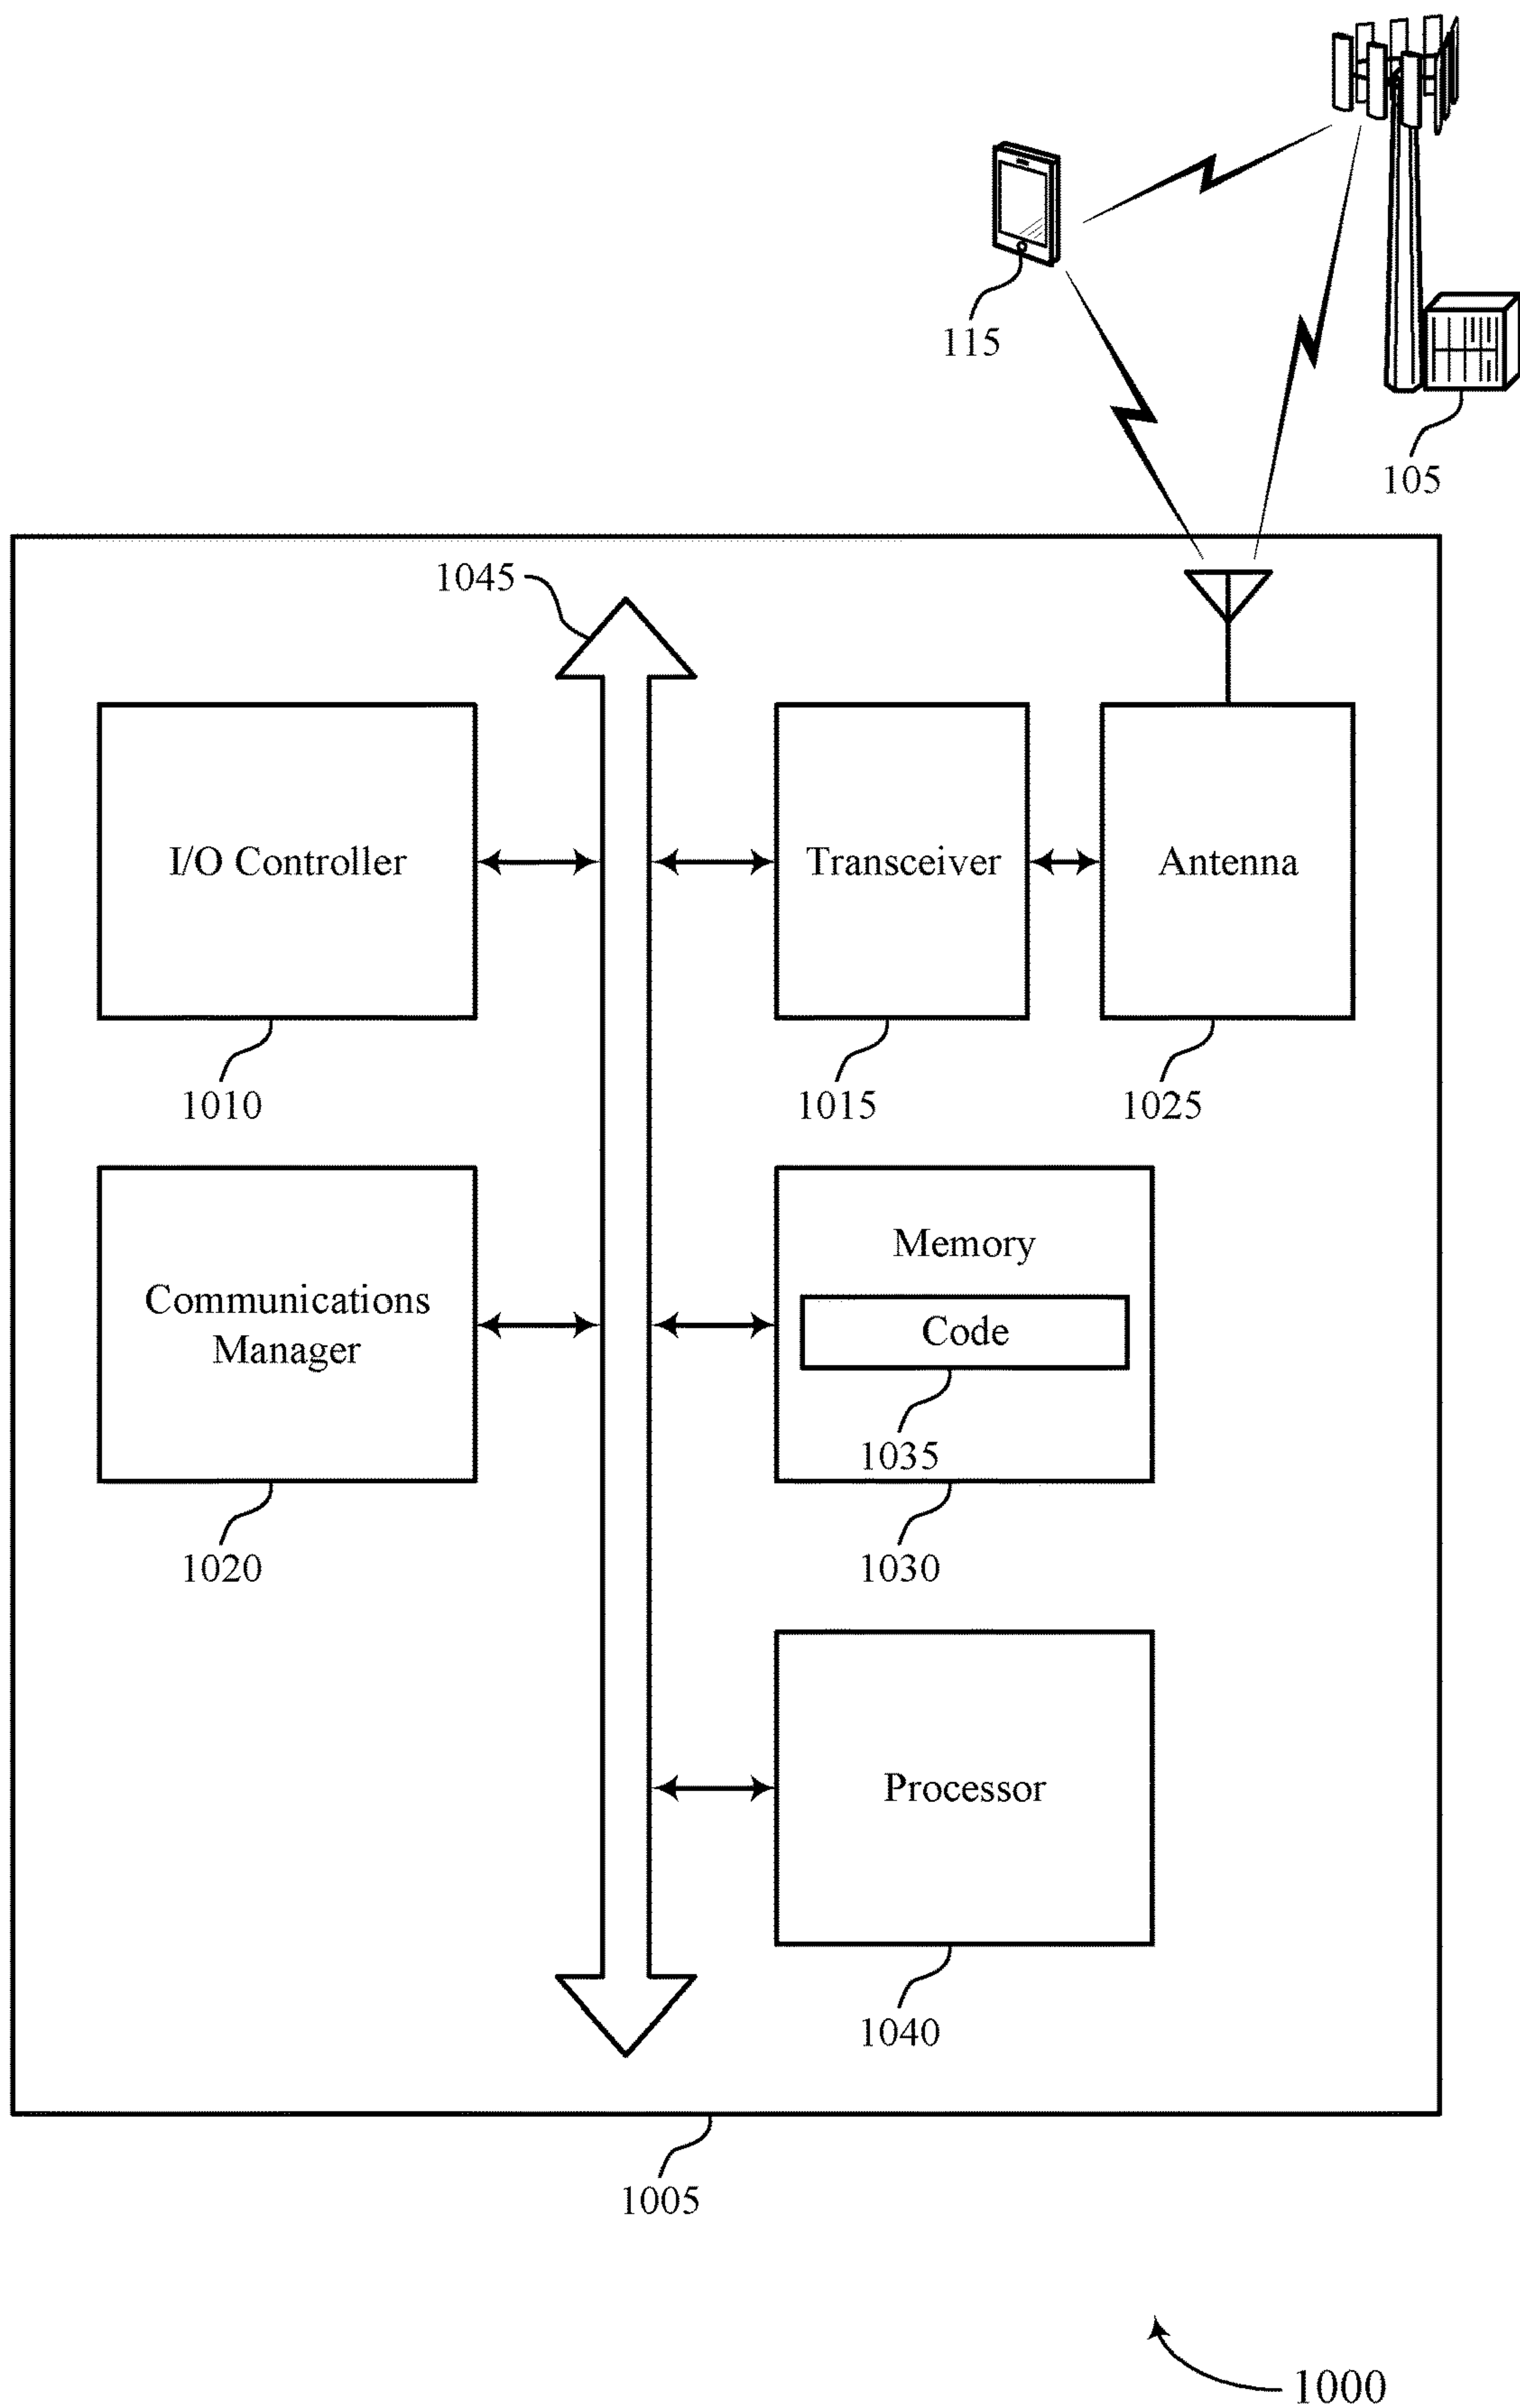 115
105
1045
I/O Controller
Transceiver
Antenna
1010
1015
1025
Communications
Manager
Memory
Code
1035
1020
1030
Processor
1040
1005
1000